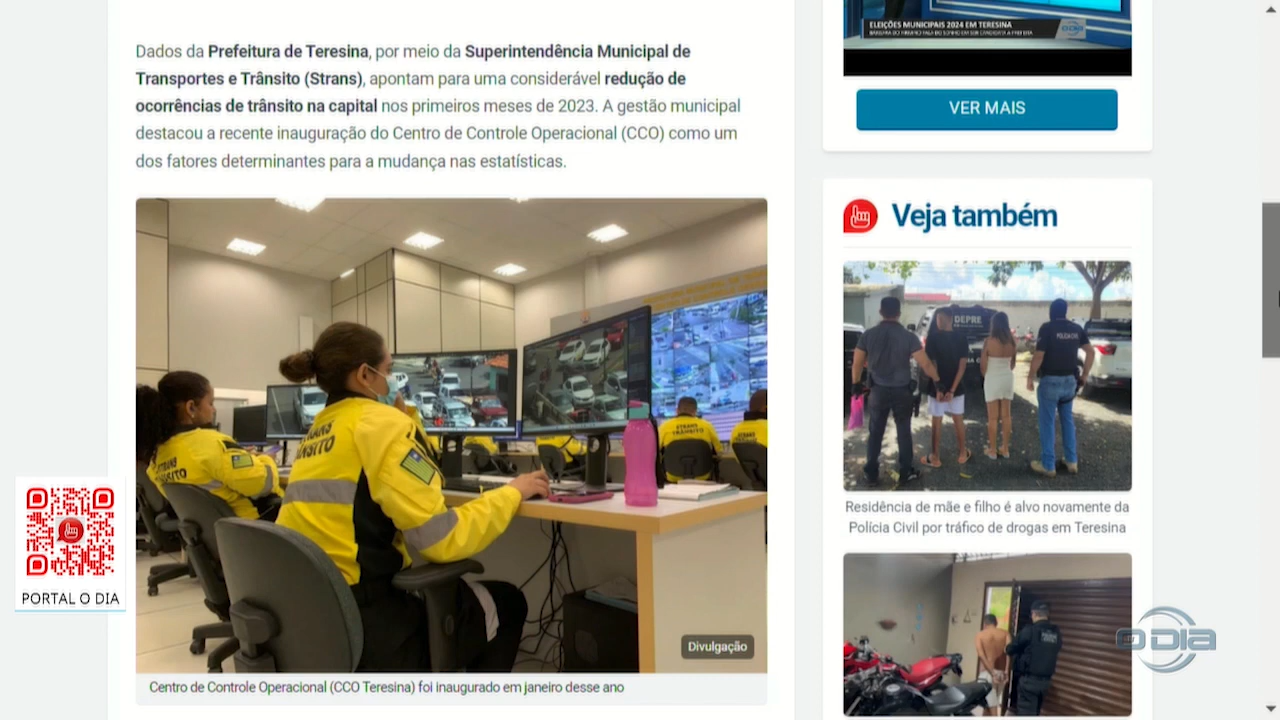 Dados da Prefeitura de Teresina, por meio da Superintendência Municipal de
Transportes e Trânsito (Strans), apontam para uma considerável redução de
ocorrências de trânsito na capital nos primeiros meses de 2023. A gestão municipal
destacou a recente inauguração do Centro de Controle Operacional (CCO) como um
dos fatores determinantes para a mudança nas estatísticas.
STRANS
TRÂNSITO
Divulgação
Centro de Controle Operacional (CCO Teresina) foi inaugurado em janeiro desse ano
PORTAL O DIA
ELEIÇÕES MUNICIPAIS 2024 EM TERESINA
VER MAIS
Veja também
DEPRE
POLÍCIA CIVIL
Residência de mãe e filho é alvo novamente da
Polícia Civil por tráfico de drogas em Teresina
O DIA